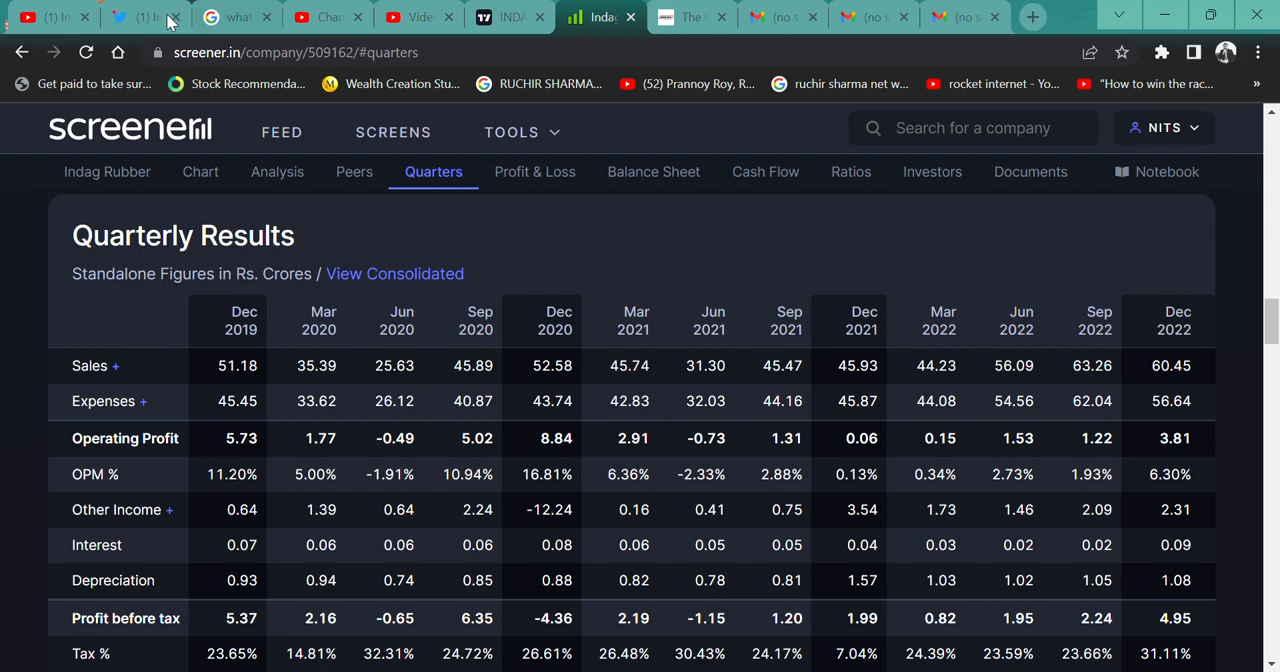 (1) In
(1) In
what
Chan
Vide
INDA
Indag
The C
(no s
(no s
(no s
screener.in/company/509162/#quarters
Get paid to take sur...
Stock Recommenda...
Wealth Creation Stu...
RUCHIR SHARMA...
(52) Prannoy Roy, R...
ruchir sharma net w...
rocket internet - Yo...
"How to win the rac...
»
screener
FEED
SCREENS
TOOLS
Search for a company
NITS
Indag Rubber
Chart
Analysis
Peers
Quarters
Profit & Loss
Balance Sheet
Cash Flow
Ratios
Investors
Documents
Notebook
Quarterly Results
Standalone Figures in Rs. Crores / View Consolidated
Dec 2019 Mar 2020 Jun 2020 Sep 2020 Dec 2020 Mar 2021 Jun 2021 Sep 2021 Dec 2021 Mar 2022 Jun 2022 Sep 2022 Dec 2022
Sales + 51.18 35.39 25.63 45.89 52.58 45.74 31.30 45.47 45.93 44.23 56.09 63.26 60.45
Expenses + 45.45 33.62 26.12 40.87 43.74 42.83 32.03 44.16 45.87 44.08 54.56 62.04 56.64
Operating Profit 5.73 1.77 -0.49 5.02 8.84 2.91 -0.73 1.31 0.06 0.15 1.53 1.22 3.81
OPM % 11.20% 5.00% -1.91% 10.94% 16.81% 6.36% -2.33% 2.88% 0.13% 0.34% 2.73% 1.93% 6.30%
Other Income + 0.64 1.39 0.64 2.24 -12.24 0.16 0.41 0.75 3.54 1.73 1.46 2.09 2.31
Interest 0.07 0.06 0.06 0.06 0.08 0.06 0.05 0.05 0.04 0.03 0.02 0.02 0.09
Depreciation 0.93 0.94 0.74 0.85 0.88 0.82 0.78 0.81 1.57 1.03 1.02 1.05 1.08
Profit before tax 5.37 2.16 -0.65 6.35 -4.36 2.19 -1.15 1.20 1.99 0.82 1.95 2.24 4.95
Tax % 23.65% 14.81% 32.31% 24.72% 26.61% 26.48% 30.43% 24.17% 7.04% 24.39% 23.59% 23.66% 31.11%